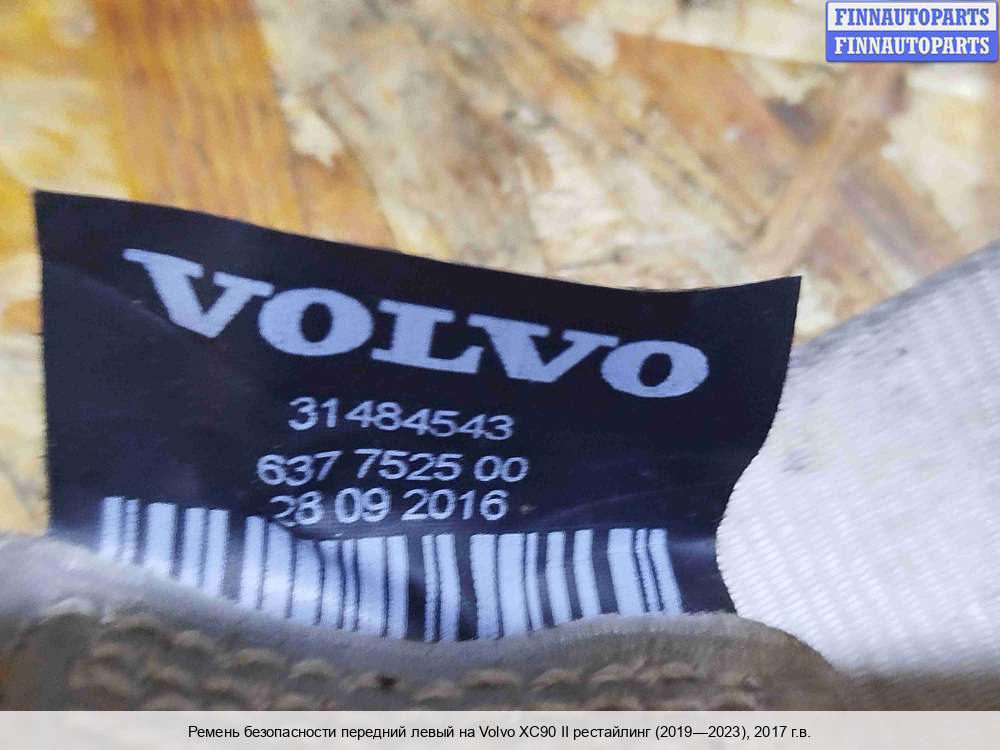 FINNAUTOPARTS
FINNAUTOPARTS
VOLVO
31484543
637 7525 00
28 09 2016
Ремень безопасности передний левый на Volvo XC90 II рестайлинг (2019—2023), 2017 г.в.